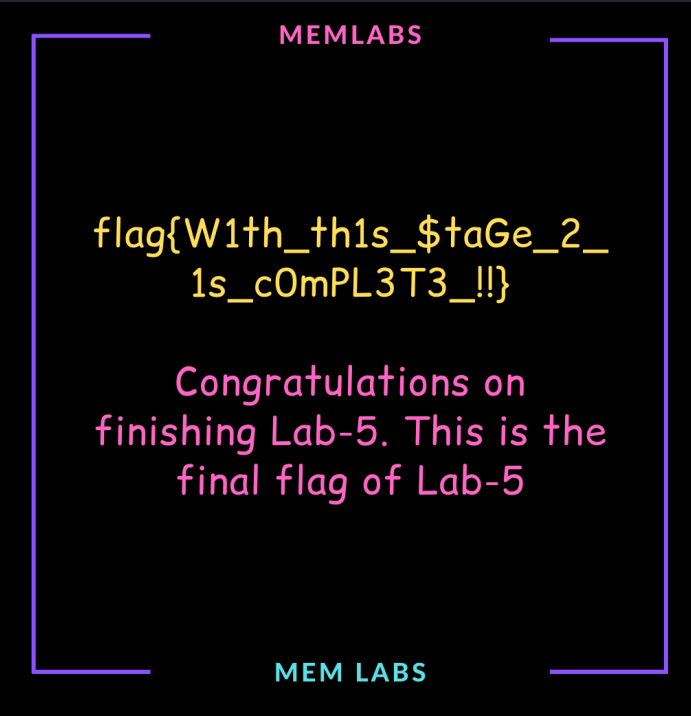 MEMLABS
flag{W1th_th1s_$taGe_2_
1s_c0mPL3T3_!!}
Congratulations on
finishing Lab-5. This is the
final flag of Lab-5
MEM LABS